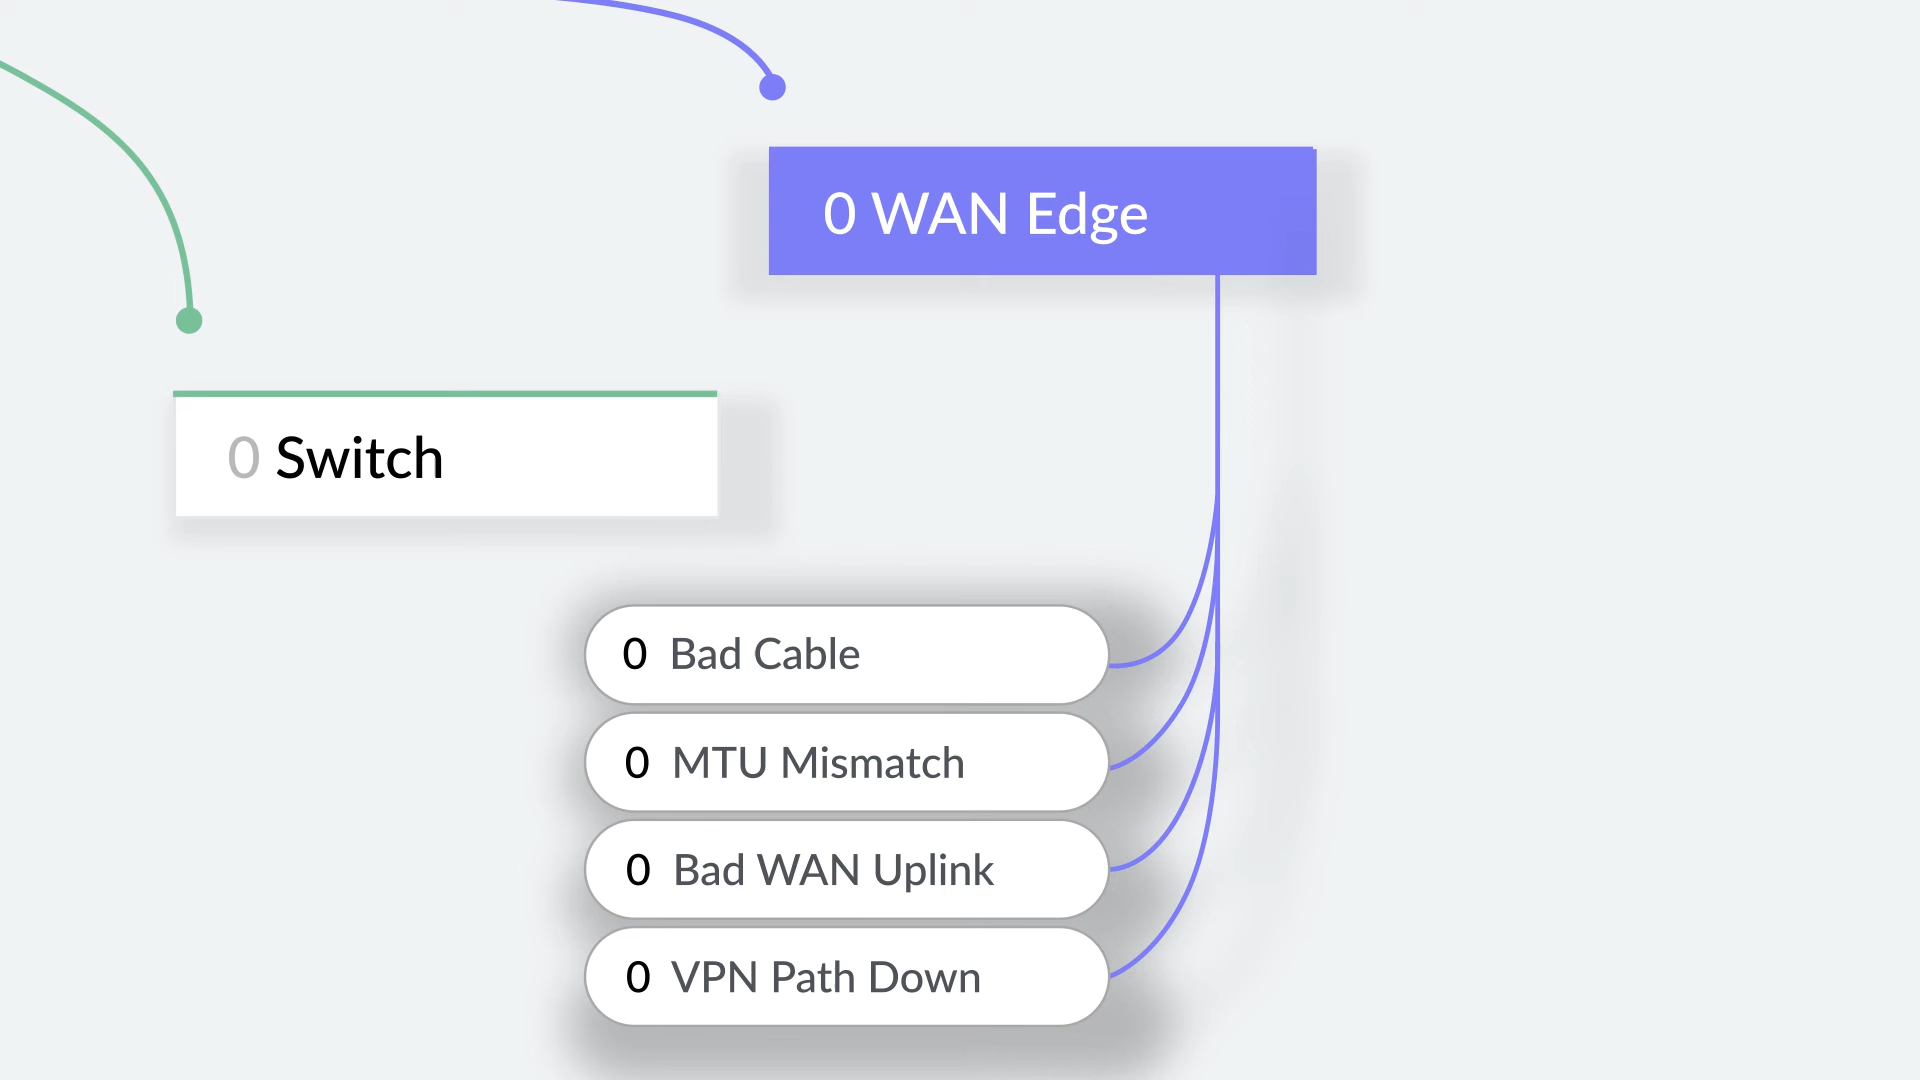 0 WAN Edge
0 Switch
0 Bad Cable
0 MTU Mismatch
0 Bad WAN Uplink
0 VPN Path Down